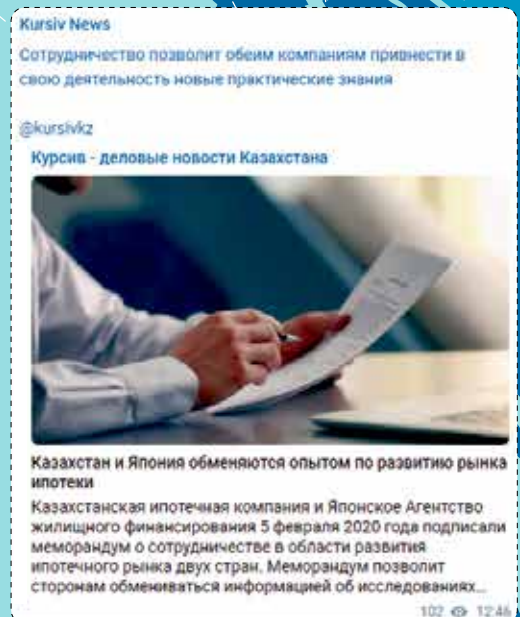 Kursiv News
Сотрудничество позволит обеим компаниям привнести в
свою деятельность новые практические знания
@kursivkz
Курсив - деловые новости Казахстана
Казахстан и Япония обменяются опытом по развитию рынка
ипотеки
Казахстанская ипотечная компания и Японское Агентство
жилищного финансирования 5 февраля 2020 года подписали
меморандум о сотрудничестве в области развития
ипотечного рынка двух стран. Меморандум позволит
сторонам обмениваться информацией об исследованиях...
102 12:46